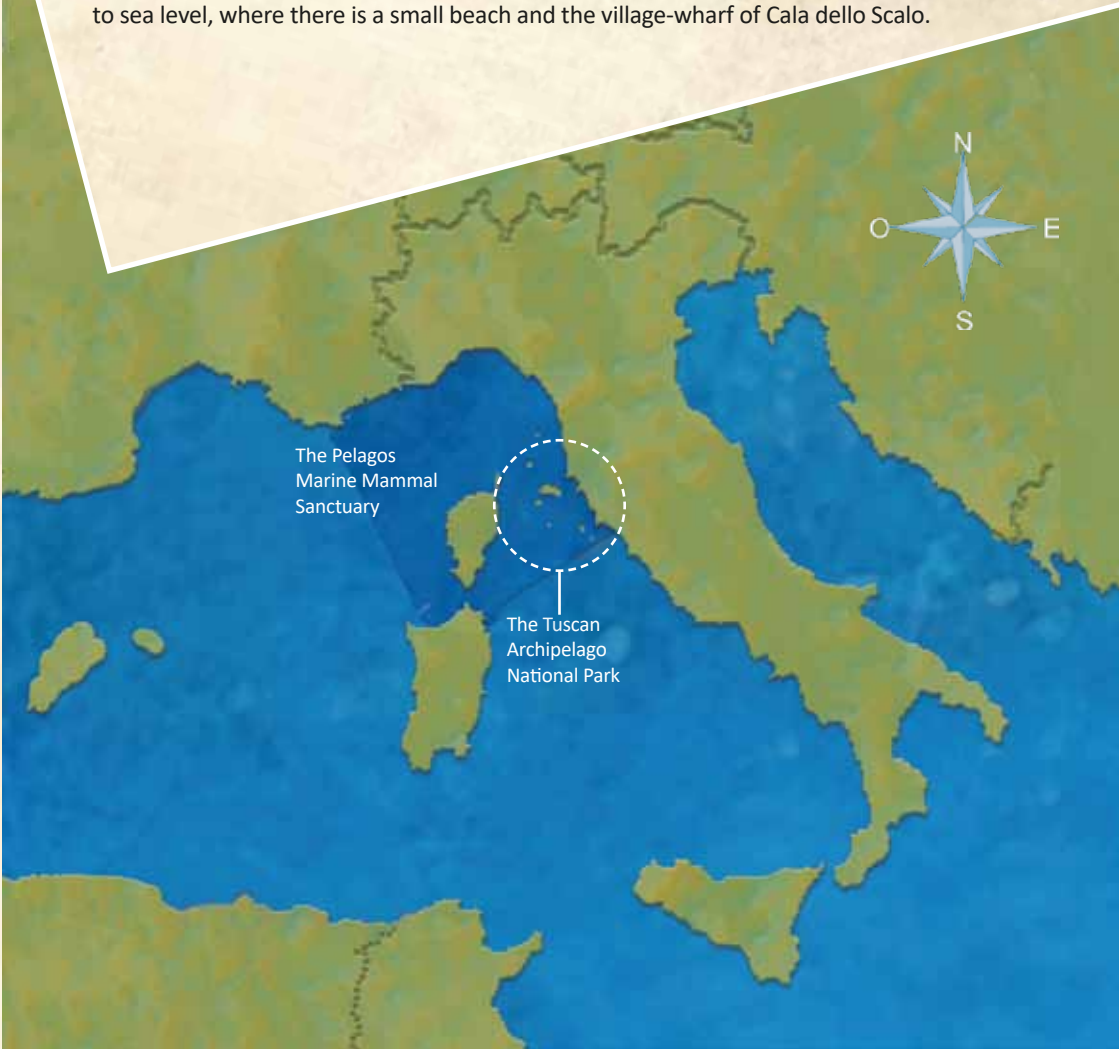 to sea level, where there is a small beach and the village-wharf of Cala dello Scalo.
N
O
E
S
The Pelagos
Marine Mammal
Sanctuary
The Tuscan
Archipelago
National Park